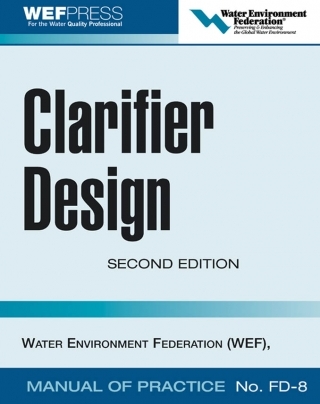 WEFPRESS
For the Water Quality Professional
Water Environment
Federation®
Preserving & Enhancing
the Global Water Environment
Clarifier
Design
SECOND EDITION
WATER ENVIRONMENT FEDERATION (WEF),
MANUAL OF PRACTICE No. FD-8